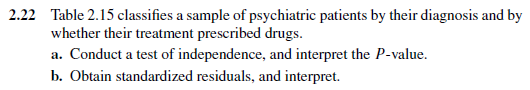 2.22 Table 2.15 classifies a sample of psychiatric patients by their diagnosis and by
whether their treatment prescribed drugs.
a. Conduct a test of independence, and interpret the P-value.
b. Obtain standardized residuals, and interpret.